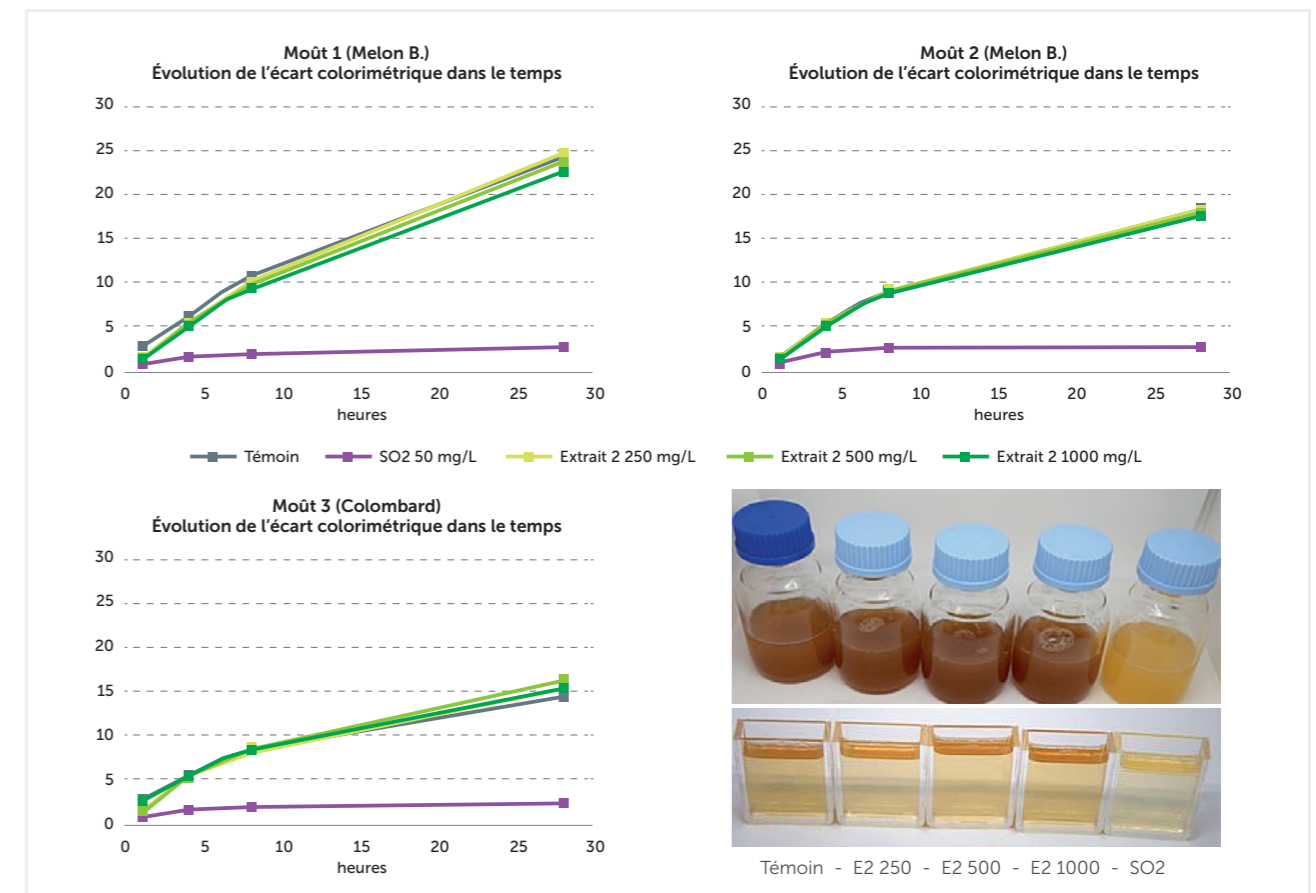 Moût 1 (Melon B.)
Évolution de l’écart colorimétrique dans le temps
30
25
20
15
10
5
0
0 5 10 15 20 25 30
heures
Moût 2 (Melon B.)
Évolution de l’écart colorimétrique dans le temps
30
25
20
15
10
5
0
0 5 10 15 20 25 30
heures
Témoin SO2 50 mg/L Extrait 2 250 mg/L Extrait 2 500 mg/L Extrait 2 1000 mg/L
Moût 3 (Colombard)
Évolution de l’écart colorimétrique dans le temps
30
25
20
15
10
5
0
0 5 10 15 20 25 30
heures
Témoin - E2 250 - E2 500 - E2 1000 - SO2